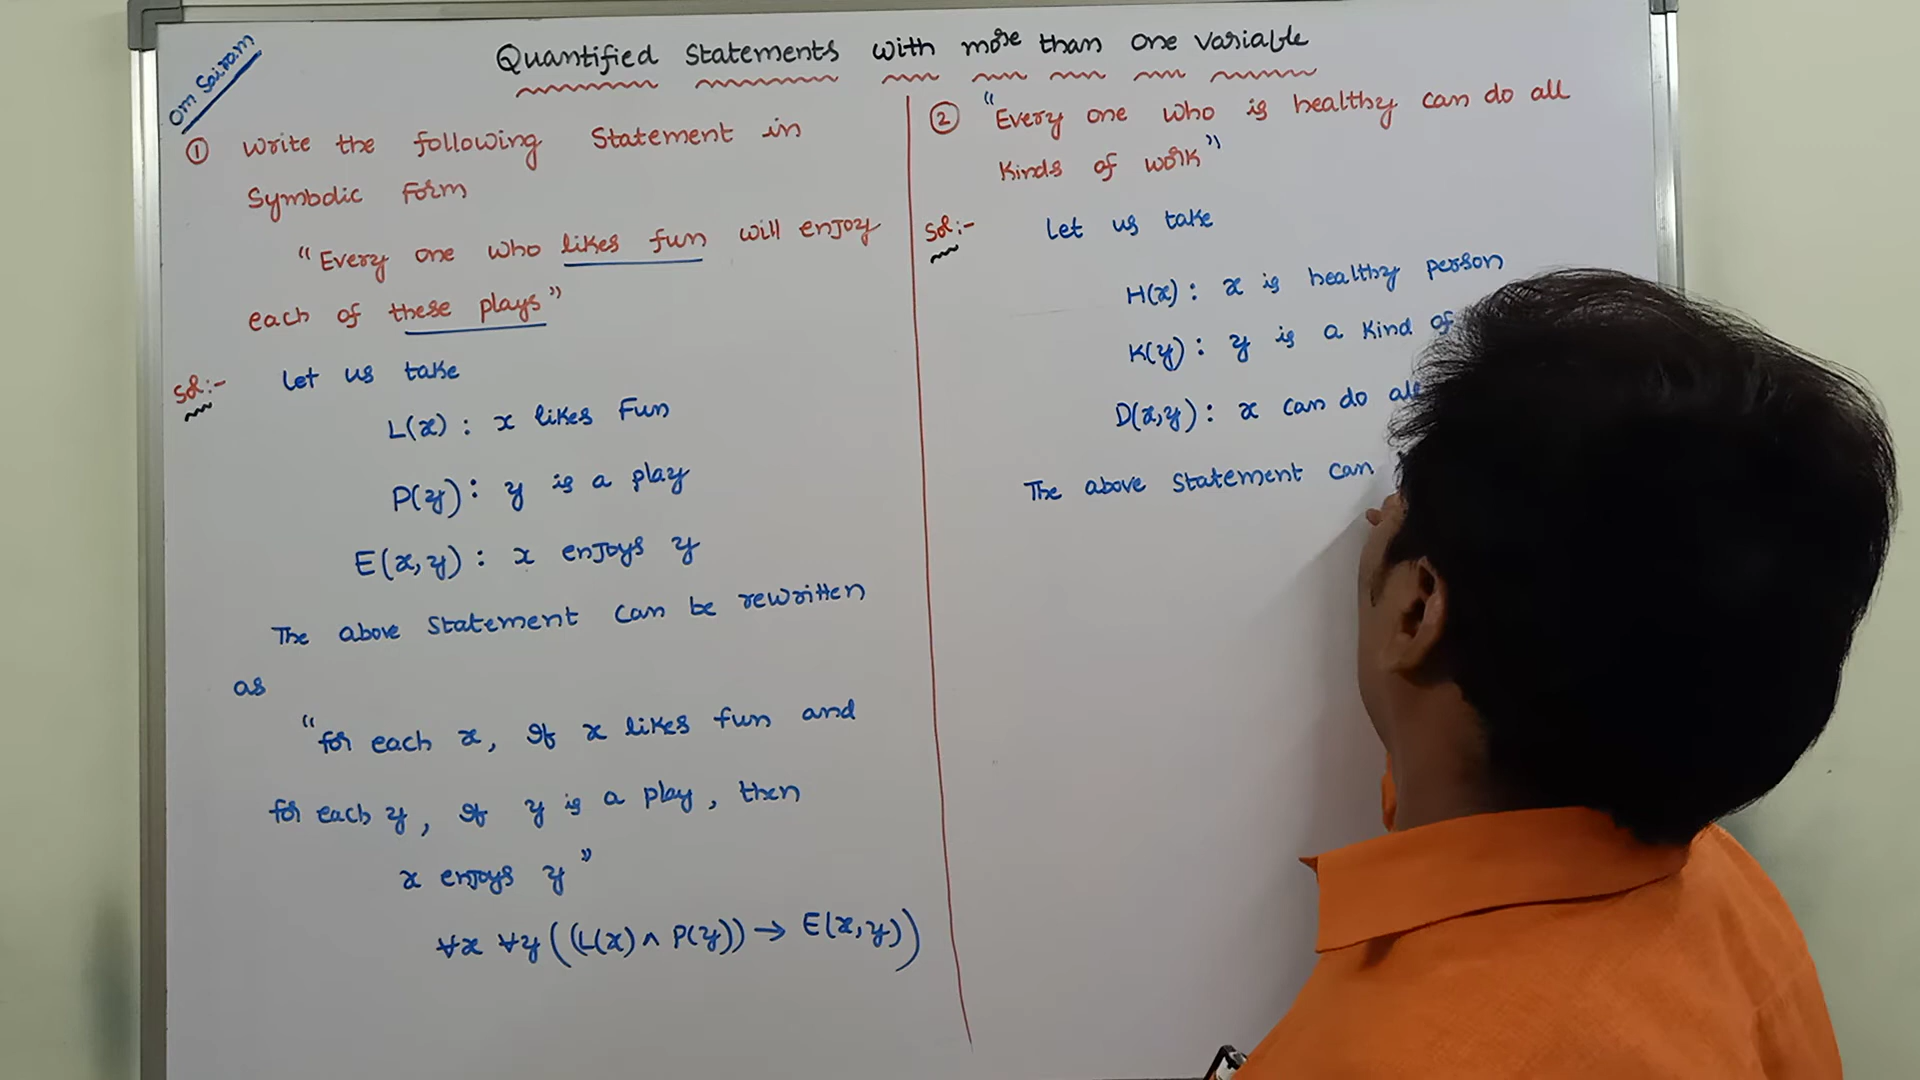 Om Sairam
Quantified Statements with more than one variable
① Write the following Statement in
Symbolic Form
"Every one who likes fun will enjoy
each of these plays"
Sol:- Let us take
L(x) : x likes Fun
P(y) : y is a play
E(x,y) : x enjoys y
The above Statement can be rewritten
as
"for each x, If x likes fun and
for each y, If y is a play, then
x enjoys y"
∀x ∀y ((L(x) ∧ P(y)) → E(x,y))
② "Every one who is healthy can do all
kinds of work"
Sol:- Let us take
H(x) : x is healthy person
K(y) : y is a kind of
D(x,y) : x can do all
The above Statement can